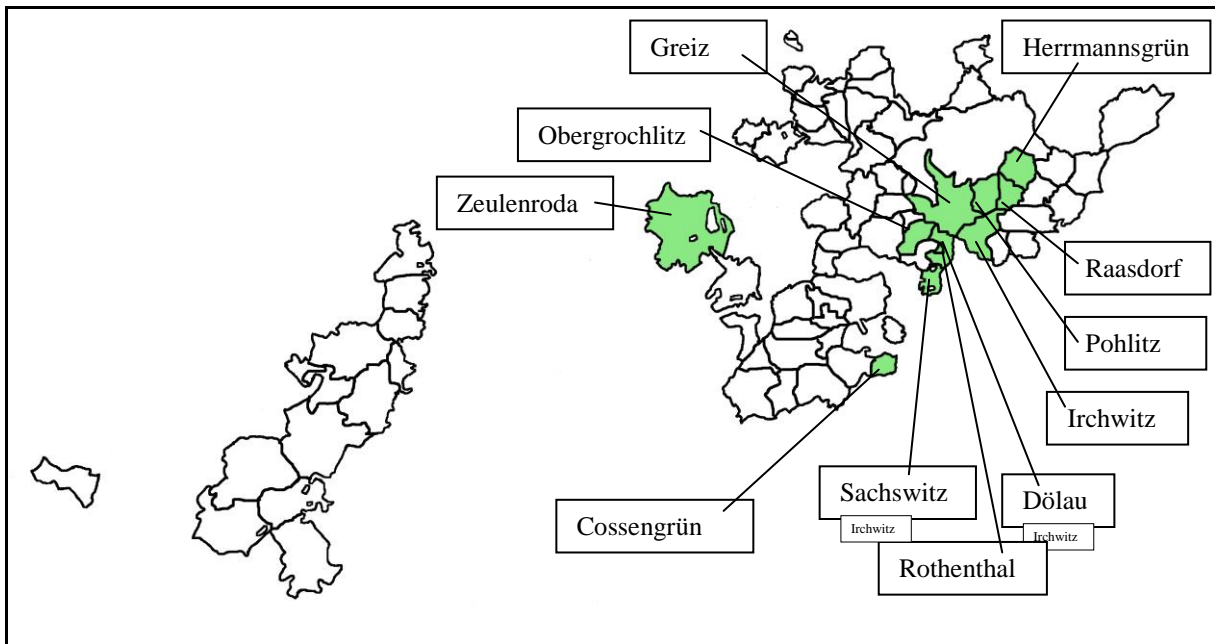 Greiz
Herrmannsgrün
Obergrochlitz
Zeulenroda
Raasdorf
Pohlitz
Irchwitz
Sachswitz
Dölau
Cossengrün
Irchwitz
Irchwitz
Rothenthal